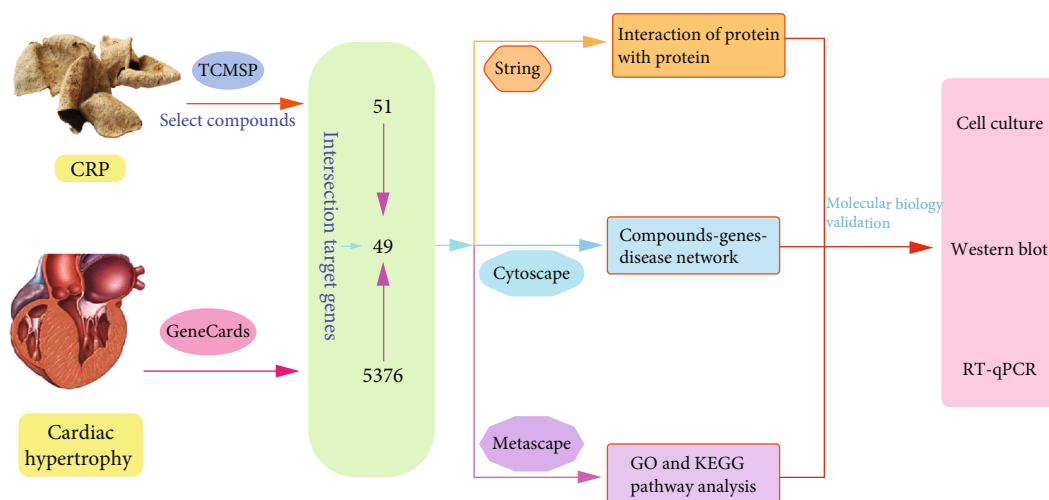 TCMSP
Select compounds
CRP
GeneCards
Cardiac
hypertrophy
Intersection target genes
51
49
5376
String
Interaction of protein
with protein
Cytoscape
Compounds-genes-
disease network
Metascape
GO and KEGG
pathway analysis
Molecular biology
validation
Cell culture
Western blot
RT-qPCR